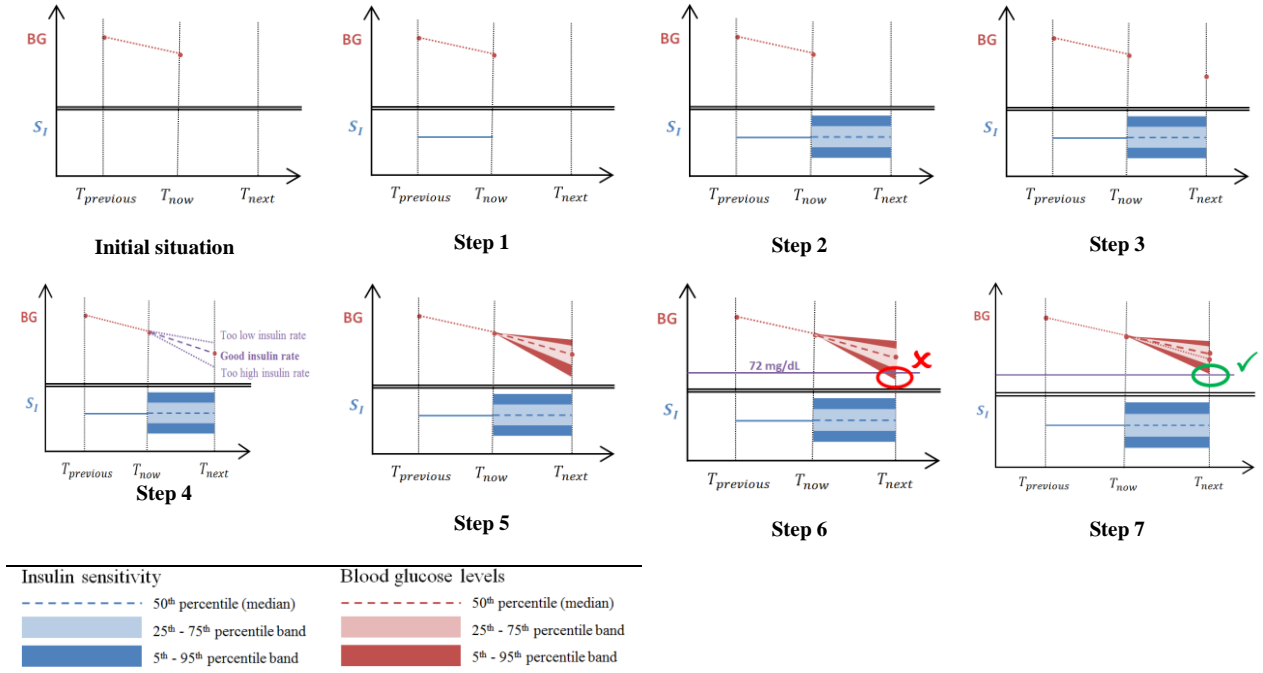 BG
S_I
T_previous T_now T_next
Initial situation
BG
S_I
T_previous T_now T_next
Step 1
BG
S_I
T_previous T_now T_next
Step 2
BG
S_I
T_previous T_now T_next
Step 3
BG
Too low insulin rate
Good insulin rate
Too high insulin rate
S_I
T_previous T_now T_next
Step 4
BG
S_I
T_previous T_now T_next
Step 5
BG
72 mg/dL
S_I
T_previous T_now T_next
Step 6
BG
S_I
T_previous T_now T_next
Step 7
Insulin sensitivity
50th percentile (median)
25th - 75th percentile band
5th - 95th percentile band
Blood glucose levels
50th percentile (median)
25th - 75th percentile band
5th - 95th percentile band